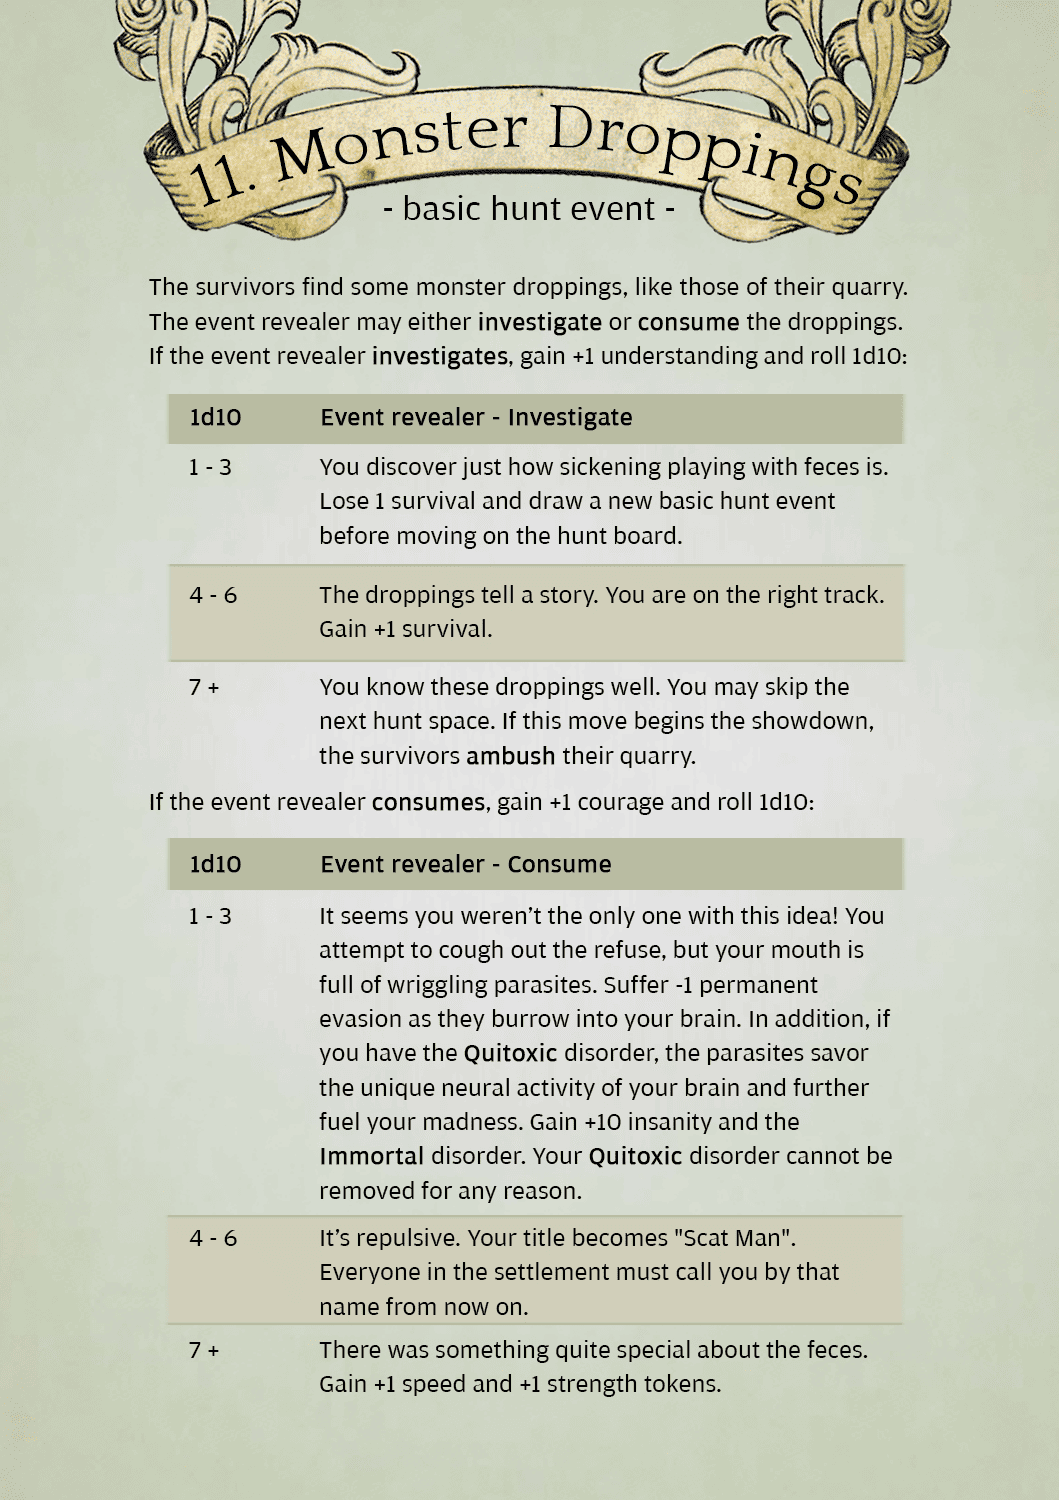 11. Monster Droppings
- basic hunt event -
The survivors find some monster droppings, like those of their quarry.
The event revealer may either investigate or consume the droppings.
If the event revealer investigates, gain +1 understanding and roll 1d10:
1d10 Event revealer - Investigate
1 - 3 You discover just how sickening playing with feces is.
Lose 1 survival and draw a new basic hunt event
before moving on the hunt board.
4 - 6 The droppings tell a story. You are on the right track.
Gain +1 survival.
7 + You know these droppings well. You may skip the
next hunt space. If this move begins the showdown,
the survivors ambush their quarry.
If the event revealer consumes, gain +1 courage and roll 1d10:
1d10 Event revealer - Consume
1 - 3 It seems you weren't the only one with this idea! You
attempt to cough out the refuse, but your mouth is
full of wriggling parasites. Suffer -1 permanent
evasion as they burrow into your brain. In addition, if
you have the Quitoxic disorder, the parasites savor
the unique neural activity of your brain and further
fuel your madness. Gain +10 insanity and the
Immortal disorder. Your Quitoxic disorder cannot be
removed for any reason.
4 - 6 It's repulsive. Your title becomes "Scat Man".
Everyone in the settlement must call you by that
name from now on.
7 + There was something quite special about the feces.
Gain +1 speed and +1 strength tokens.